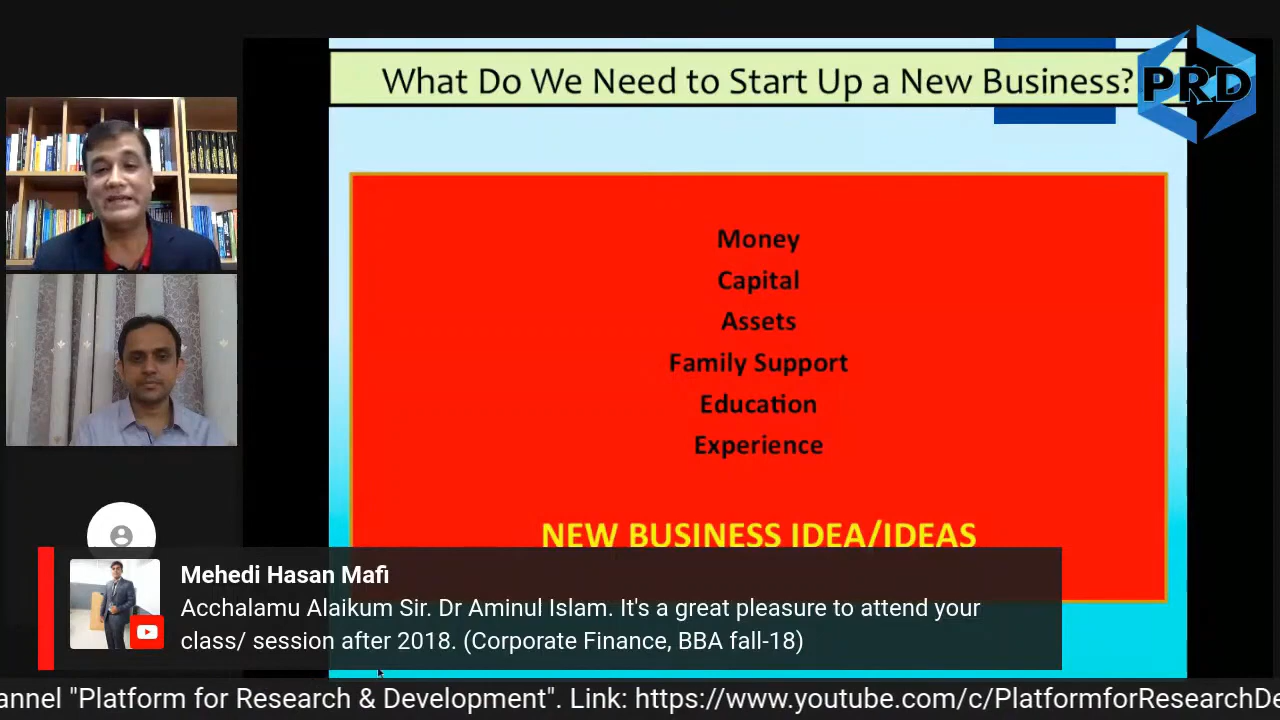 What Do We Need to Start Up a New Business?
PRD
Money
Capital
Assets
Family Support
Education
Experience
NEW BUSINESS IDEA/IDEAS
Mehedi Hasan Mafi
Acchalamu Alaikum Sir. Dr Aminul Islam. It's a great pleasure to attend your
class/ session after 2018. (Corporate Finance, BBA fall-18)
annel "Platform for Research & Development". Link: https://www.youtube.com/c/PlatformforResearchDe